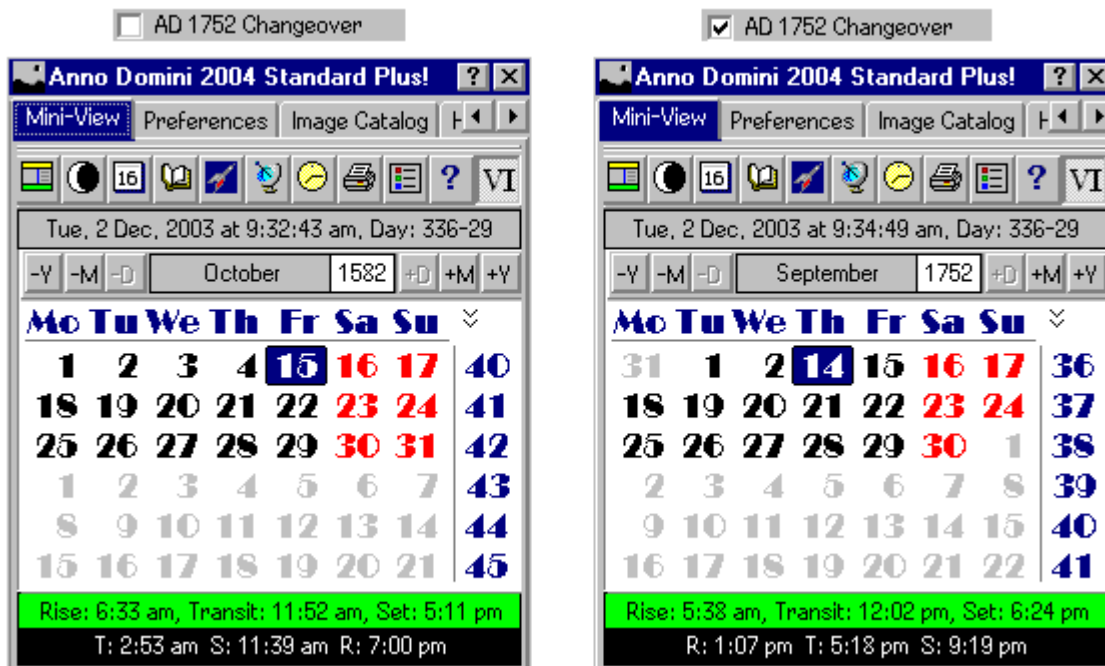 AD 1752 Changeover
Anno Domini 2004 Standard Plus! ? ×
Mini-View Preferences Image Catalog
16 ? VI
Tue, 2 Dec, 2003 at 9:32:43 am, Day: 336-29
-Y -M -D October 1582 +D +M +Y
Mo Tu We Th Fr Sa Su
1 2 3 4 15 16 17 40
18 19 20 21 22 23 24 41
25 26 27 28 29 30 31 42
1 2 3 4 5 6 7 43
8 9 10 11 12 13 14 44
15 16 17 18 19 20 21 45
Rise: 6:33 am, Transit: 11:52 am, Set: 5:11 pm
T: 2:53 am S: 11:39 am R: 7:00 pm
AD 1752 Changeover
Anno Domini 2004 Standard Plus! ? ×
Mini-View Preferences Image Catalog
16 ? VI
Tue, 2 Dec, 2003 at 9:34:49 am, Day: 336-29
-Y -M -D September 1752 +D +M +Y
Mo Tu We Th Fr Sa Su
31 1 2 14 15 16 17 36
18 19 20 21 22 23 24 37
25 26 27 28 29 30 1 38
2 3 4 5 6 7 8 39
9 10 11 12 13 14 15 40
16 17 18 19 20 21 22 41
Rise: 5:38 am, Transit: 12:02 pm, Set: 6:24 pm
R: 1:07 pm T: 5:18 pm S: 9:19 pm